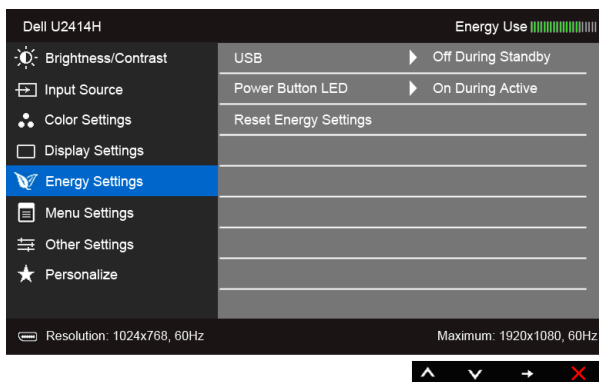 Dell U2414H Energy Use
Brightness/Contrast USB Off During Standby
Input Source Power Button LED On During Active
Color Settings Reset Energy Settings
Display Settings
Energy Settings
Menu Settings
Other Settings
Personalize
Resolution: 1024x768, 60Hz Maximum: 1920x1080, 60Hz